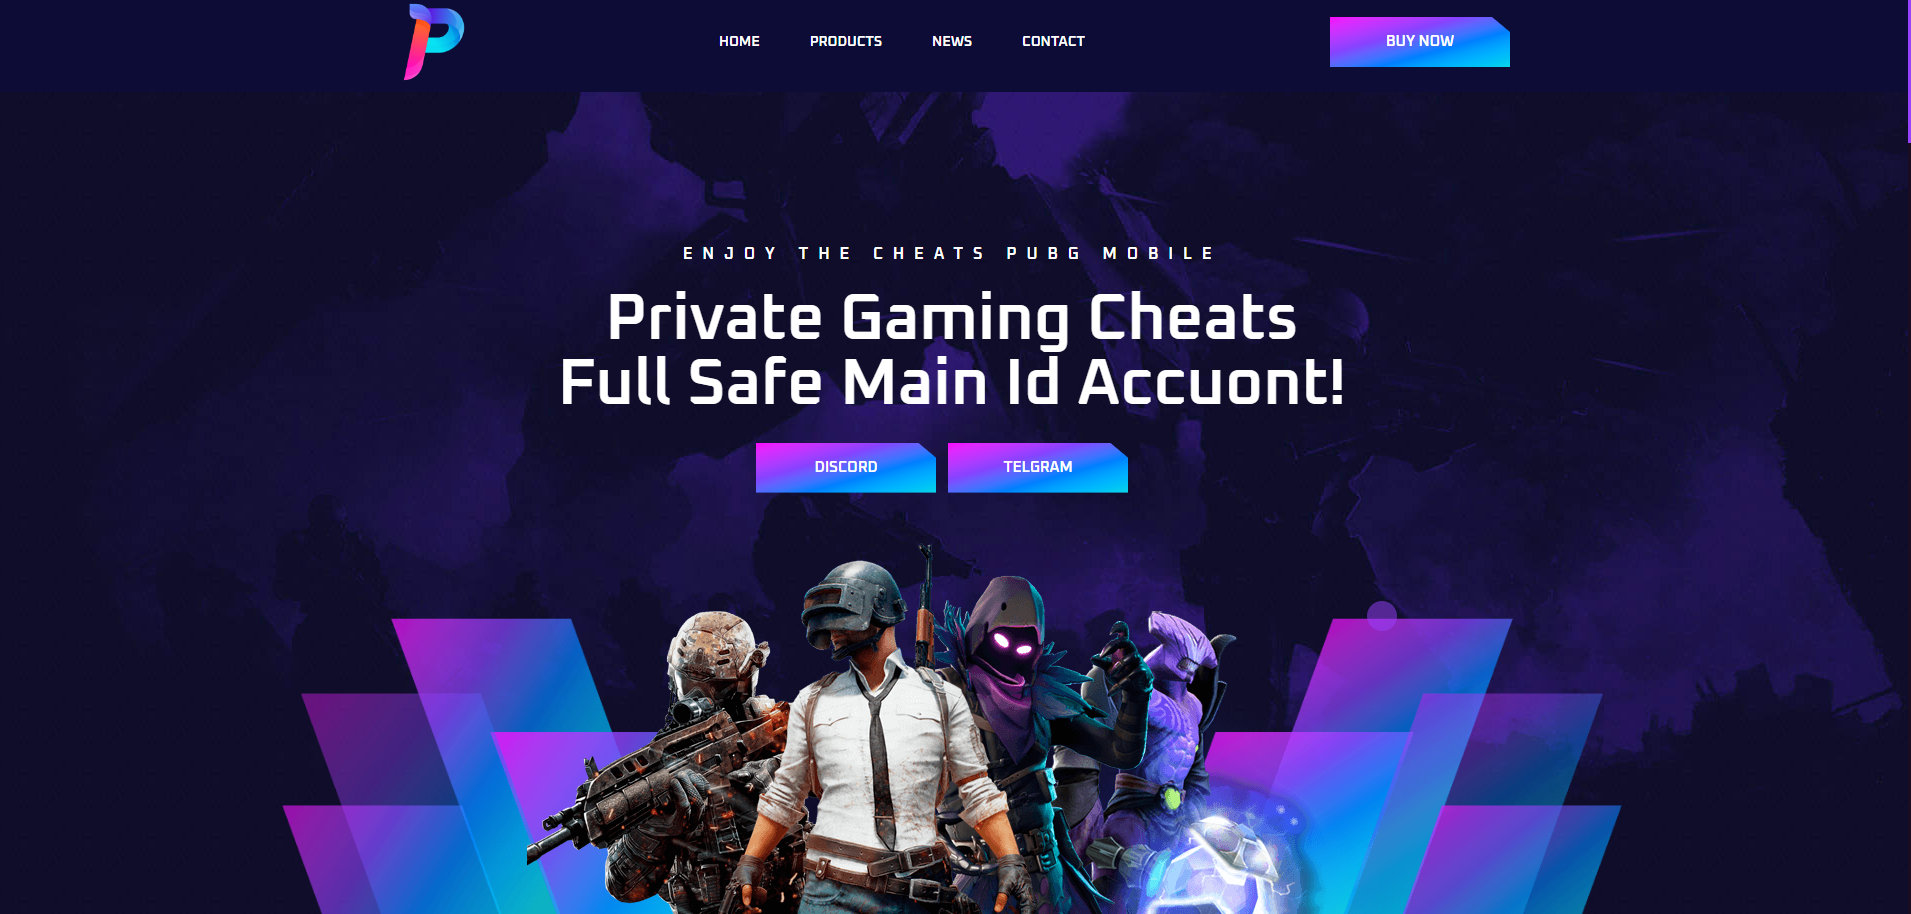 HOME
PRODUCTS
NEWS
CONTACT
BUY NOW
ENJOY THE CHEATS PUBG MOBILE
Private Gaming Cheats
Full Safe Main Id Accuont!
DISCORD
TELGRAM